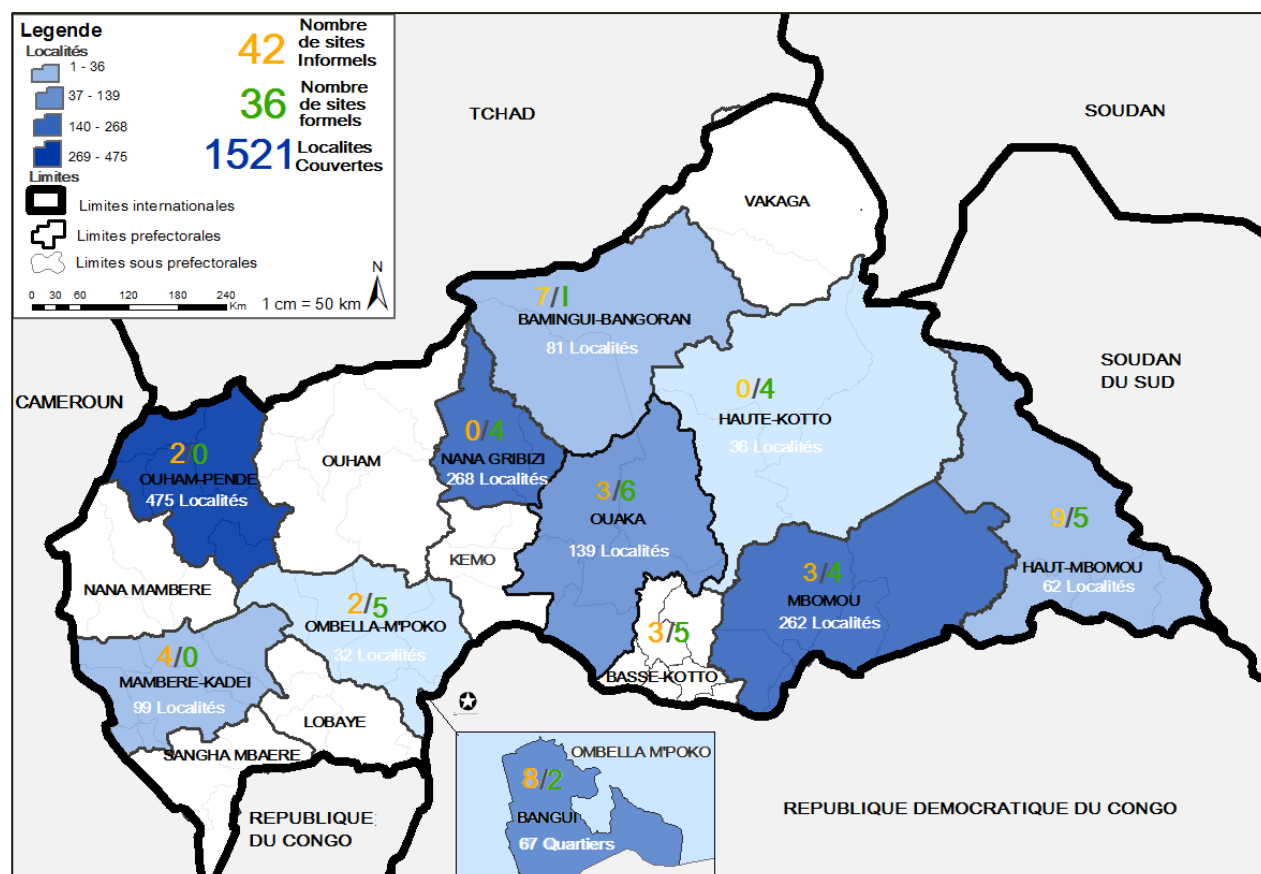 Legende
Localités
1 - 36
37 - 139
140 - 268
269 - 475
Limites
Limites internationales
Limites prefectorales
Limites sous prefectorales
0 30 60 120 180 240
Km
1 cm = 50 km
N
42
Nombre
de sites
Informels
36
Nombre
de sites
formels
1521
Localites
Couvertes
TCHAD
SOUDAN
VAKAGA
7/1
BAMINGUI-BANGORAN
81 Localités
SOUDAN
DU SUD
CAMEROUN
0/4
HAUTE-KOTTO
36 Localités
2/0
OUHAM-PENDE
475 Localités
OUHAM
0/4
NANA GRIBIZI
268 Localités
3/6
OUAKA
139 Localités
9/5
HAUT-MBOMOU
62 Localités
KEMO
NANA MAMBERE
3/4
MBOMOU
262 Localités
2/5
OMBELLA-M'POKO
32 Localités
3/5
BASSE-KOTTO
4/0
MAMBERE-KADEI
99 Localités
LOBAYE
SANGHA MBAERE
OMBELLA M'POKO
8/2
BANGUI
67 Quartiers
REPUBLIQUE
DU CONGO
REPUBLIQUE DEMOCRATIQUE DU CONGO